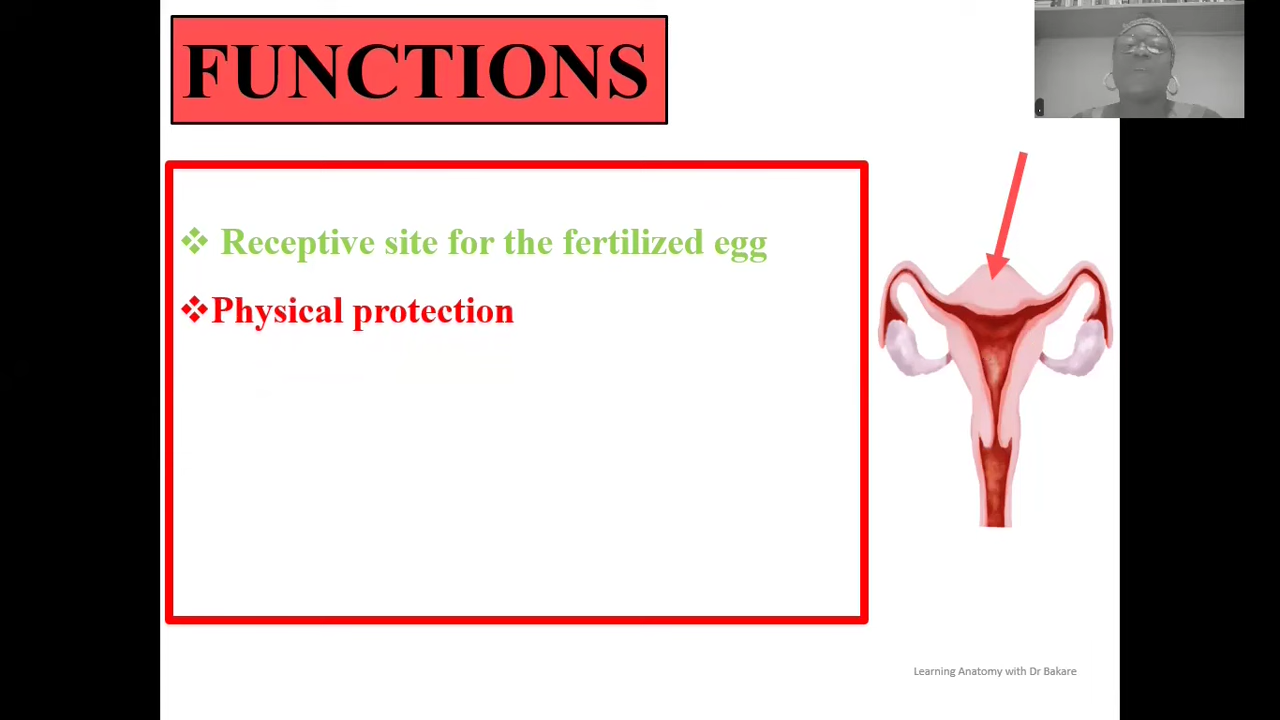 FUNCTIONS
Receptive site for the fertilized egg
Physical protection
Learning Anatomy with Dr Bakare